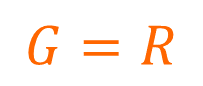 G = R